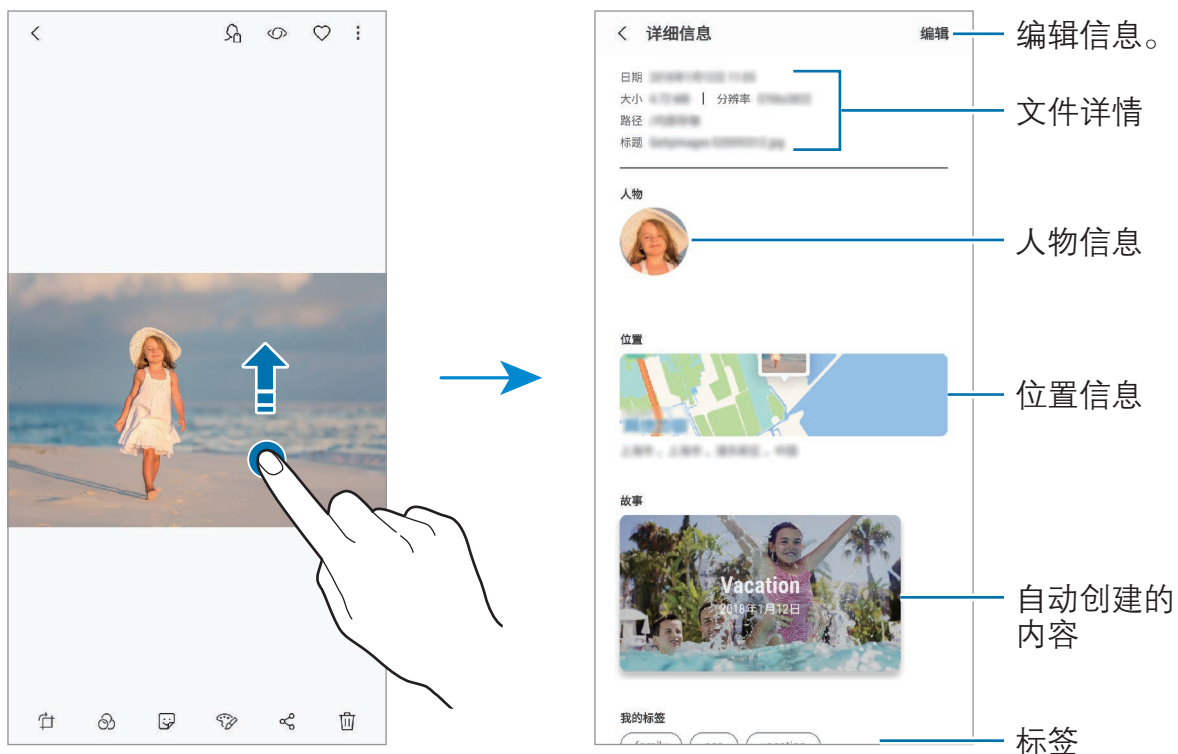 详细信息
编辑
编辑信息。
日期
大小 | 分辨率
路径
标题
文件详情
人物
人物信息
位置
位置信息
故事
Vacation
2018年1月12日
自动创建的
内容
我的标签
标签